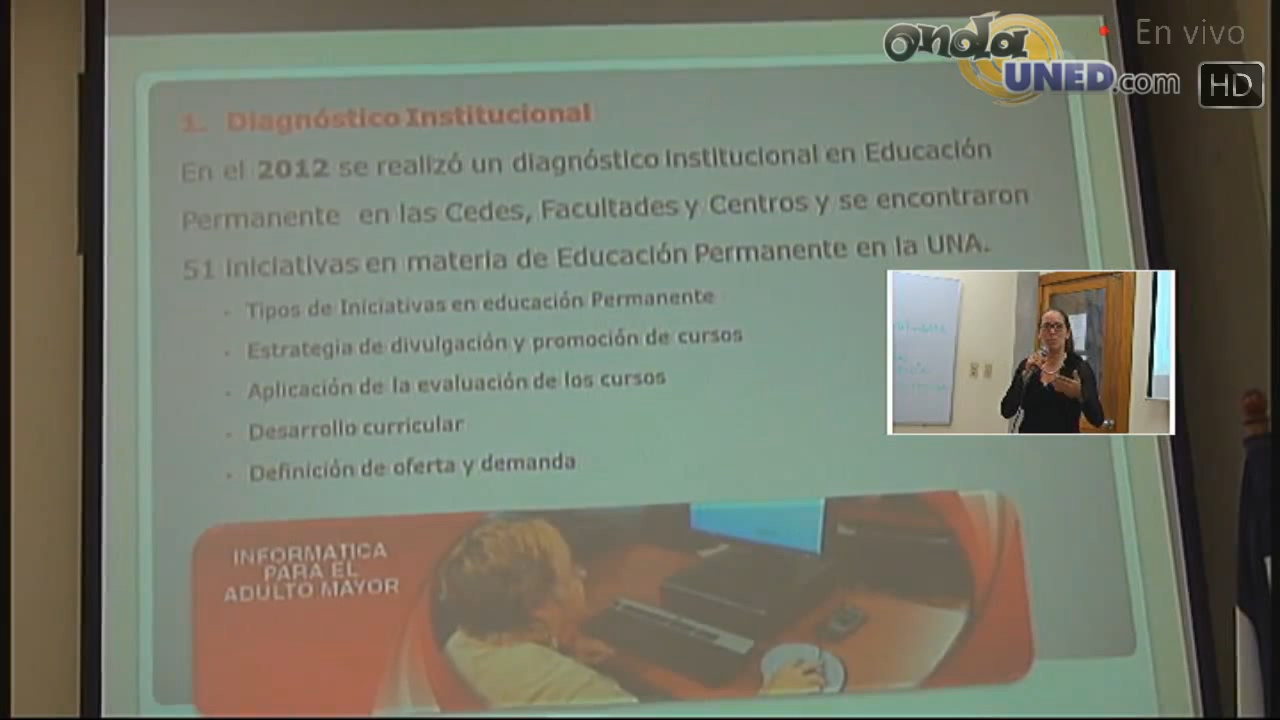 onda
UNED.com
En vivo
HD
1. Diagnóstico Institucional
En el 2012 se realizó un diagnóstico institucional en Educación
Permanente en las Cedes, Facultades y Centros y se encontraron
51 iniciativas en materia de Educación Permanente en la UNA.
- Tipos de Iniciativas en educación Permanente
- Estrategia de divulgación y promoción de cursos
- Aplicación de la evaluación de los cursos
- Desarrollo curricular
- Definición de oferta y demanda
INFORMATICA
PARA EL
ADULTO MAYOR